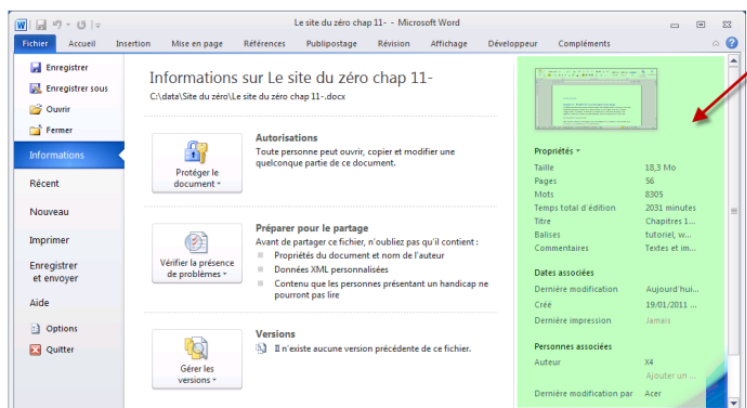 Le site du zéro chap 11- - Microsoft Word
Fichier Accueil Insertion Mise en page Références Publipostage Révision Affichage Développeur Compléments
Enregistrer
Enregistrer sous
Ouvrir
Fermer
Informations
Récent
Nouveau
Imprimer
Enregistrer
et envoyer
Aide
Options
Quitter
Informations sur Le site du zéro chap 11-
C:\data\Site du zéro\Le site du zéro chap 11-.docx
Protéger le
document
Autorisations
Toute personne peut ouvrir, copier et modifier une
quelconque partie de ce document.
Vérifier la présence
de problèmes
Préparer pour le partage
Avant de partager ce fichier, n'oubliez pas qu'il contient :
Propriétés du document et nom de l'auteur
Données XML personnalisées
Contenu que les personnes présentant un handicap ne
pourront pas lire
Gérer les
versions
Versions
Il n'existe aucune version précédente de ce fichier.
Propriétés
Taille 18,3 Mo
Pages 56
Mots 8305
Temps total d'édition 2031 minutes
Titre Chapitres 1...
Balises tutoriel, w...
Commentaires Textes et im...
Dates associées
Dernière modification Aujourd'hui...
Créé 19/01/2011 ...
Dernière impression Jamais
Personnes associées
Auteur X4
Ajouter un ...
Dernière modification par Acer